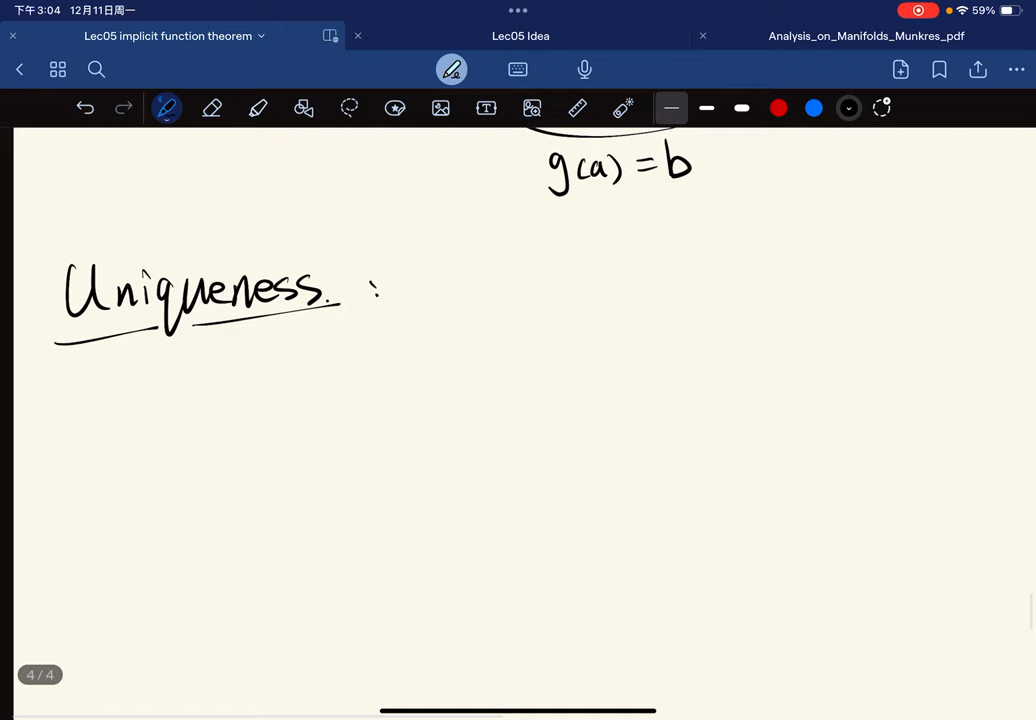 下午3:04 12月11日周一
59%
Lec05 implicit function theorem
Lec05 Idea
Analysis_on_Manifolds_Munkres_pdf
g(a) = b
Uniqueness. :
4 / 4